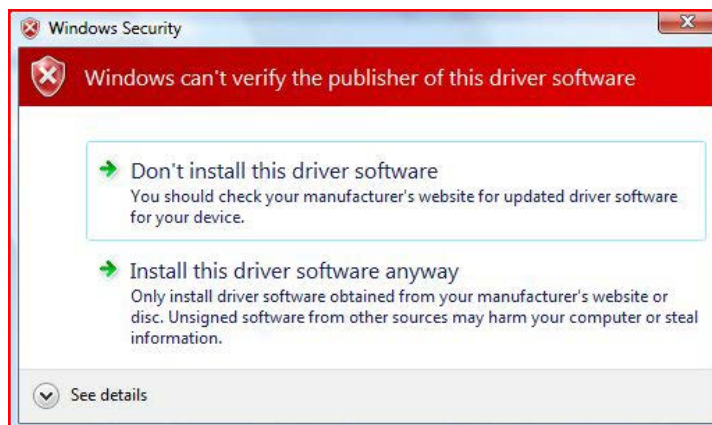 Windows Security
Windows can't verify the publisher of this driver software
Don't install this driver software
You should check your manufacturer's website for updated driver software
for your device.
Install this driver software anyway
Only install driver software obtained from your manufacturer's website or
disc. Unsigned software from other sources may harm your computer or steal
information.
See details